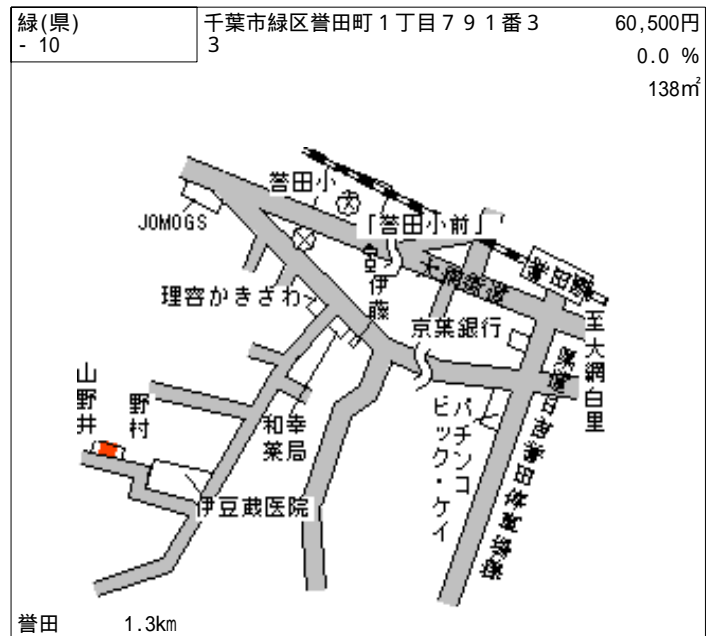 緑(県)
- 10
千葉市緑区誉田町１丁目７９１番３
３
60,500円
0.0 %
138㎡
誉田小
JOMOGS
「誉田小前」
宮伊藤
大網街道
誉田駅
理容かきざわ
京葉銀行
至大網白里
山野井
野村
和幸
薬局
パチンコ
ビック・ケイ
伊豆蔵医院
誉田 1.3km